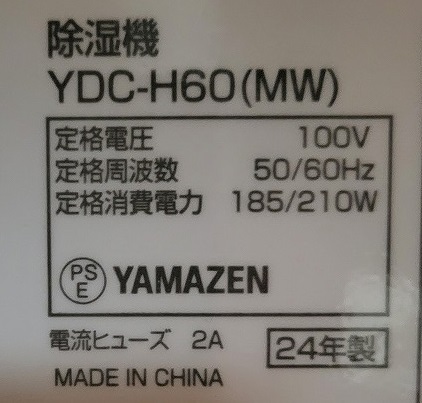 除湿機
YDC-H60(MW)
定格電圧 100V
定格周波数 50/60Hz
定格消費電力 185/210W
PS
E YAMAZEN
電流ヒューズ 2A 24年製
MADE IN CHINA